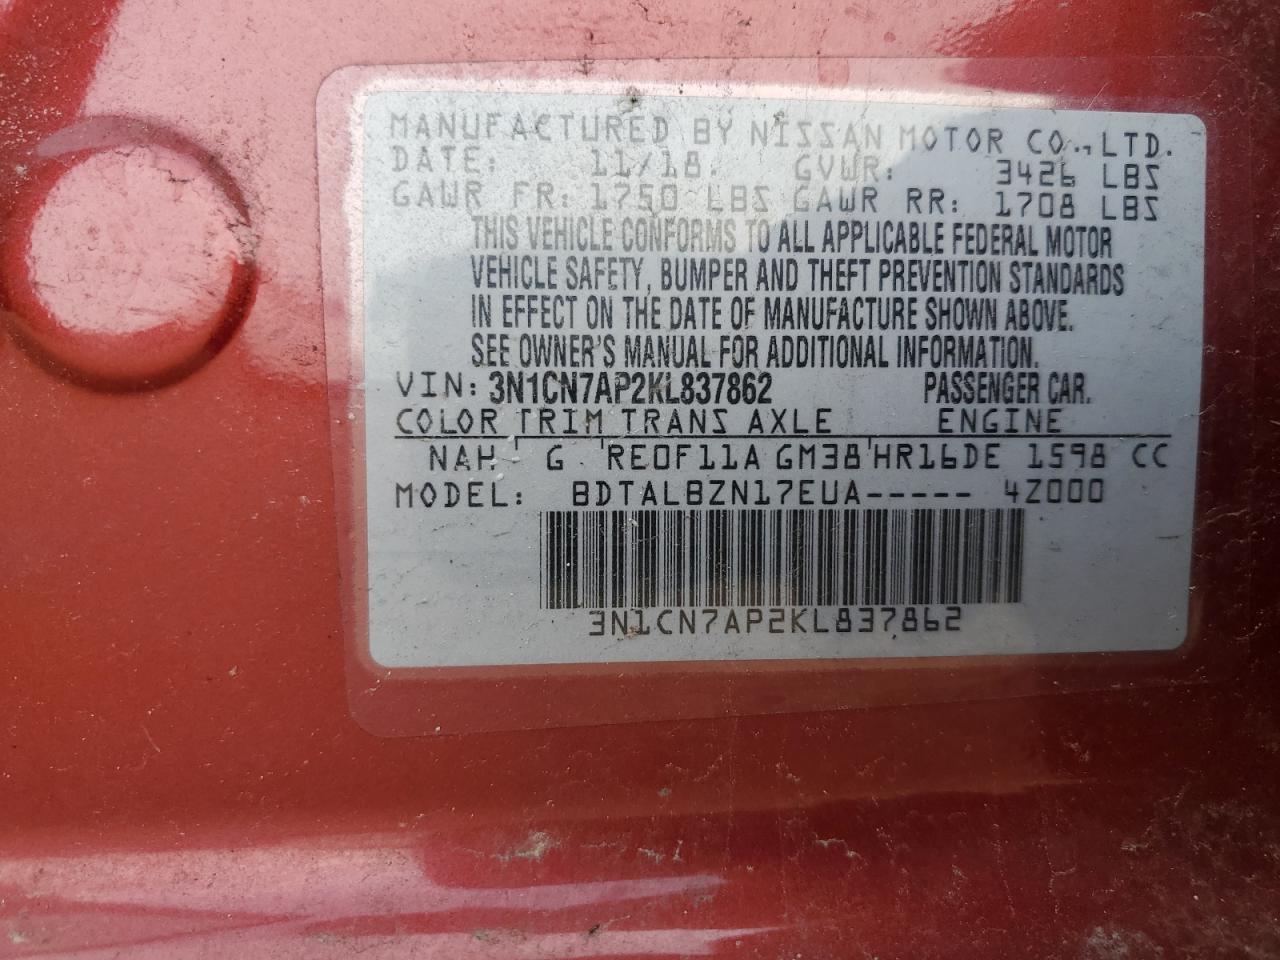 MANUFACTURED BY NISSAN MOTOR CO.,LTD.
DATE: 11/18. GVWR: 3426 LBS
GAWR FR: 1750 LBS GAWR RR: 1708 LBS
THIS VEHICLE CONFORMS TO ALL APPLICABLE FEDERAL MOTOR
VEHICLE SAFETY, BUMPER AND THEFT PREVENTION STANDARDS
IN EFFECT ON THE DATE OF MANUFACTURE SHOWN ABOVE.
SEE OWNER'S MANUAL FOR ADDITIONAL INFORMATION.
VIN: 3N1CN7AP2KL837862 PASSENGER CAR.
COLOR TRIM TRANS AXLE ENGINE
NAH G RE0F11A GM38 HR16DE 1598 CC
MODEL: BDTALBZN17EUA----- 4Z000
3N1CN7AP2KL837862